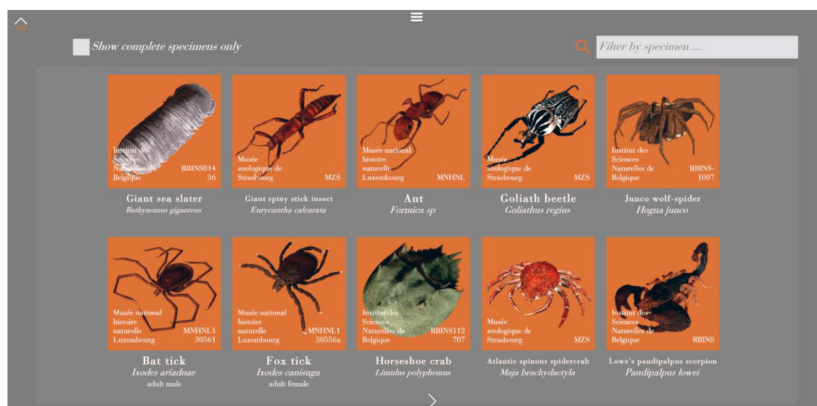 Show complete specimens only
Filter by specimen ...
Institut des
Sciences
Naturelles de
Belgique
RBINS814
56
Musée
zoologique de
Strasbourg
MZS
Musée national
histoire
naturelle
Luxembourg
MNHNL
Musée
zoologique de
Strasbourg
MZS
Institut des
Sciences
Naturelles de
Belgique
RBINS-
1097
Giant sea slater
Bathynomus giganteus
Giant spiny stick insect
Eurycantha calcarata
Ant
Formica sp
Goliath beetle
Goliathus regius
Junco wolf-spider
Hogna junco
Musée national
histoire
naturelle
Luxembourg
MNHNL1
30561
Musée national
histoire
naturelle
Luxembourg
MNHNL1
30556a
Institut des
Sciences
Naturelles de
Belgique
RBINS112
707
Musée
zoologique de
Strasbourg
MZS
Institut des
Sciences
Naturelles de
Belgique
RBINS
Bat tick
Ixodes ariadnae
adult male
Fox tick
Ixodes canisuga
adult female
Horseshoe crab
Limulus polyphemus
Atlantic spinous spidercrab
Maja brachydactyla
Lowe's pandipalpus scorpion
Pandipalpus lowei